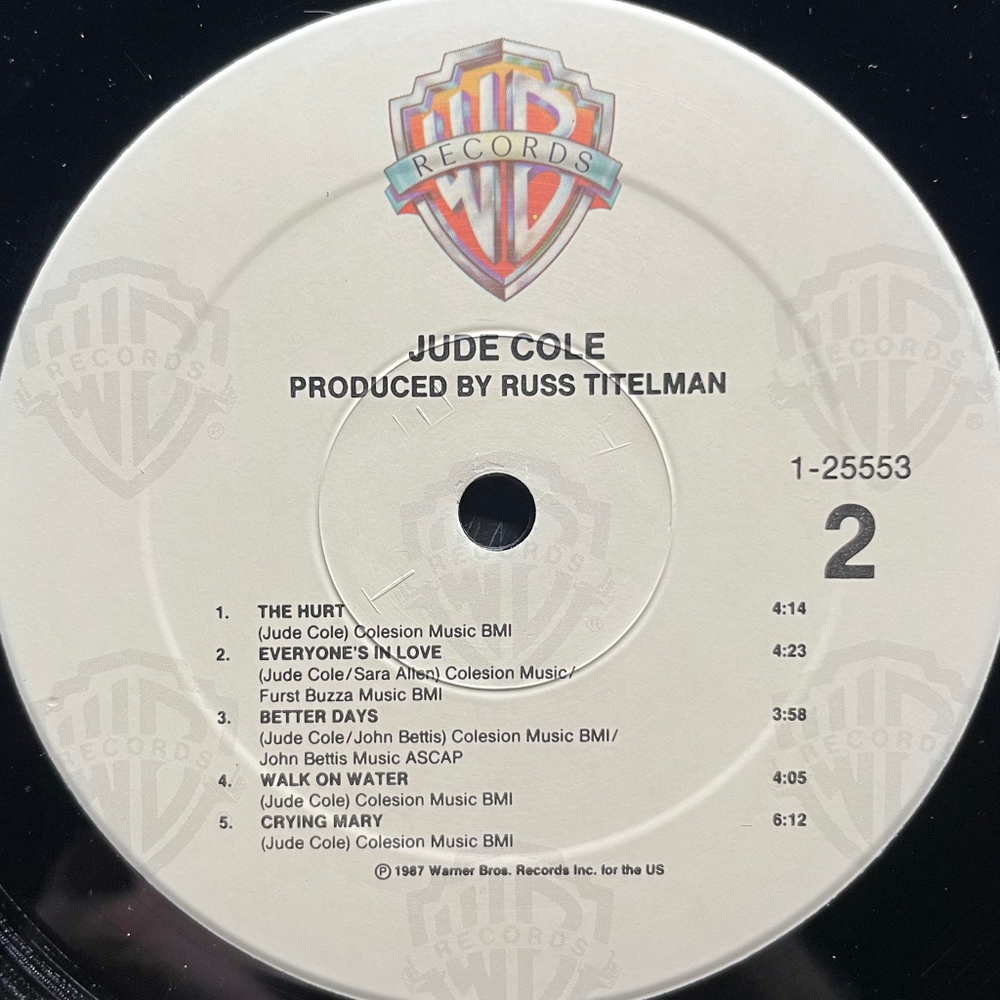 WB
RECORDS
JUDE COLE
PRODUCED BY RUSS TITELMAN
1-25553
2
1. THE HURT 4:14
(Jude Cole) Colesion Music BMI
2. EVERYONE'S IN LOVE 4:23
(Jude Cole/Sara Allen) Colesion Music/
Furst Buzza Music BMI
3. BETTER DAYS 3:58
(Jude Cole/John Bettis) Colesion Music BMI/
John Bettis Music ASCAP
4. WALK ON WATER 4:05
(Jude Cole) Colesion Music BMI
5. CRYING MARY 6:12
(Jude Cole) Colesion Music BMI
℗ 1987 Warner Bros. Records Inc. for the US